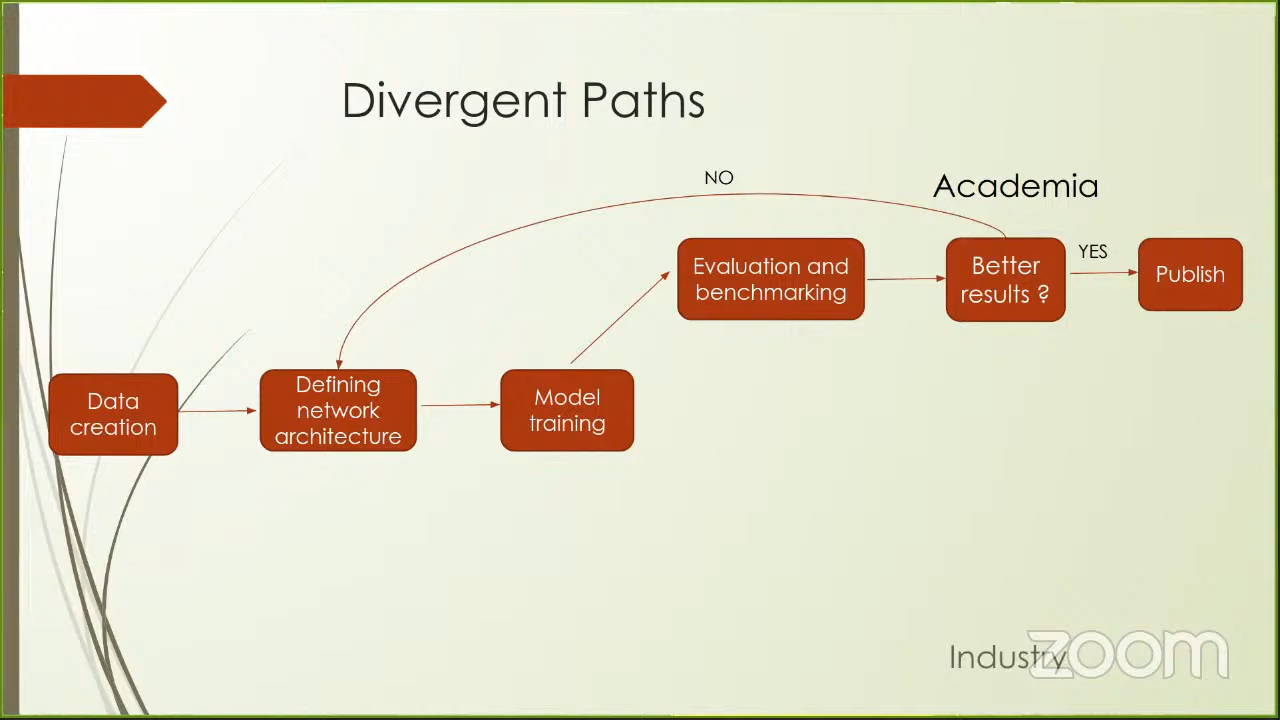 Divergent Paths
NO
Academia
Evaluation and
benchmarking
Better
results ?
YES
Publish
Data
creation
Defining
network
architecture
Model
training
Industry
zoom